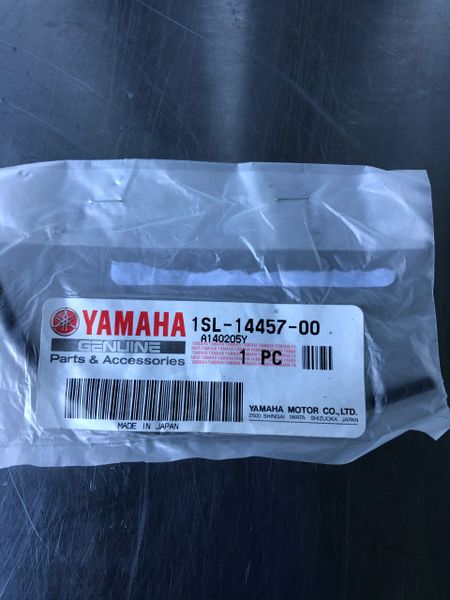 YAMAHA 1SL-14457-00
GENUINE A140205Y
Parts & Accessories 1 PC
MADE IN JAPAN
YAMAHA MOTOR CO.,LTD.
2500 SHINGAI IWATA SHIZUOKA, JAPAN